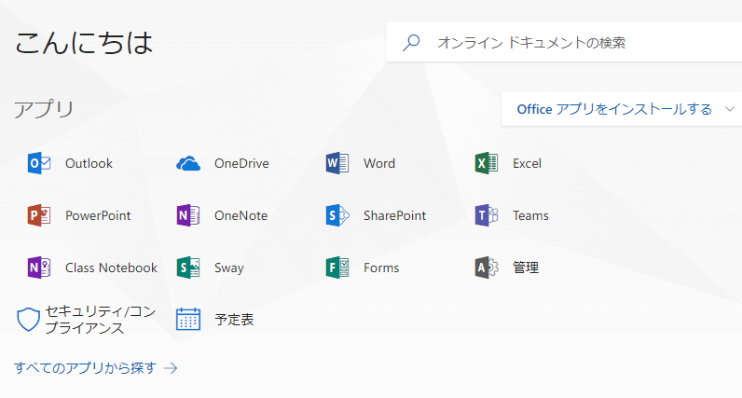 こんにちは
オンライン ドキュメントの検索
アプリ
Office アプリをインストールする
Outlook
OneDrive
Word
Excel
PowerPoint
OneNote
SharePoint
Teams
Class Notebook
Sway
Forms
管理
セキュリティ/コン
プライアンス
予定表
すべてのアプリから探す